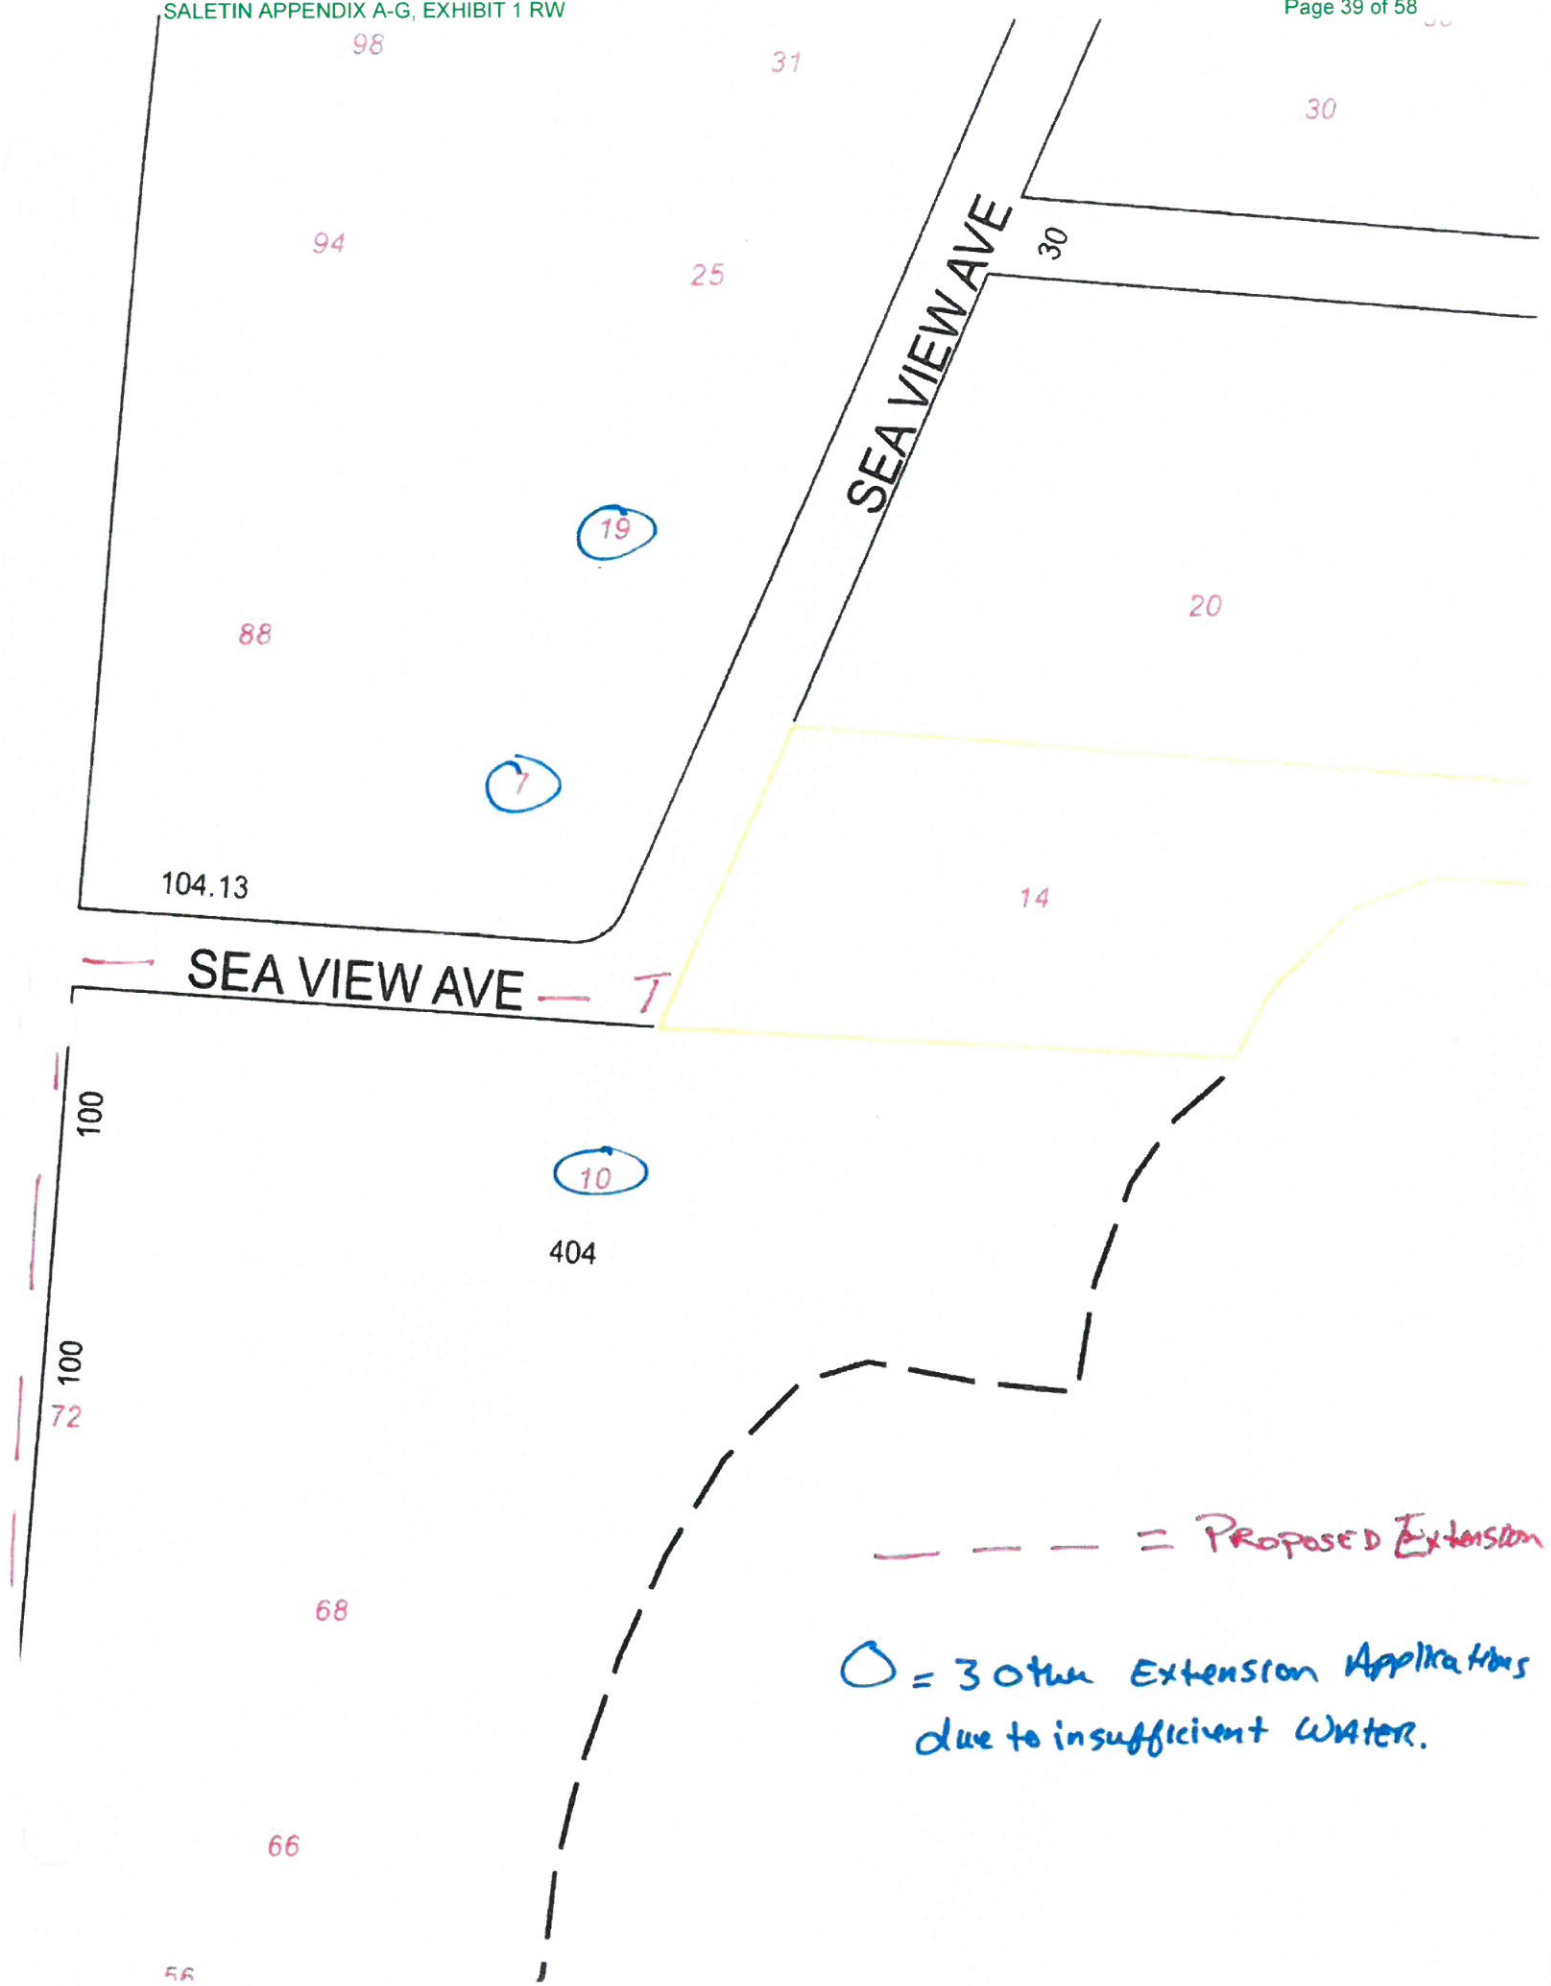 SALETIN APPENDIX A-G, EXHIBIT 1 RW
Page 39 of 58
98
31
30
94
25
SEA VIEW AVE
30
19
88
20
7
104.13
14
SEA VIEW AVE
100
10
404
100
72
= PROPOSED Extension
68
= 3 other Extension Applications
due to insufficient WATER.
66
56